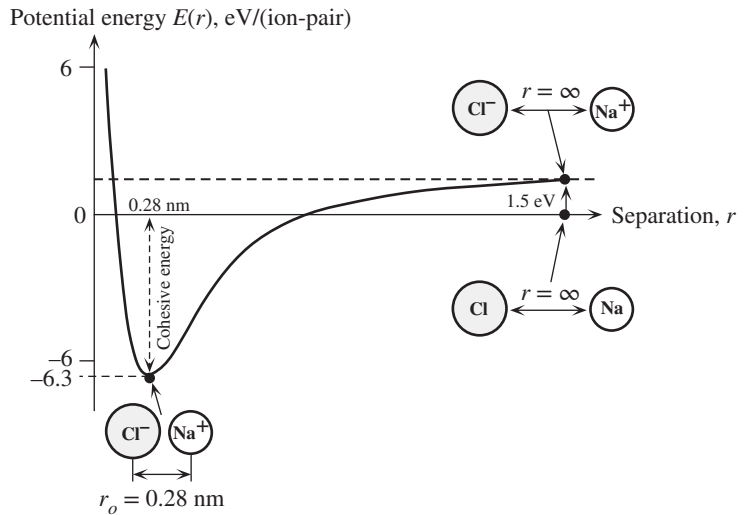 Potential energy E(r), eV/(ion-pair)
6
Cl⁻
r = ∞
Na⁺
0.28 nm
1.5 eV
0
Separation, r
Cohesive energy
Cl
r = ∞
Na
−6
−6.3
Cl⁻
Na⁺
rₒ = 0.28 nm